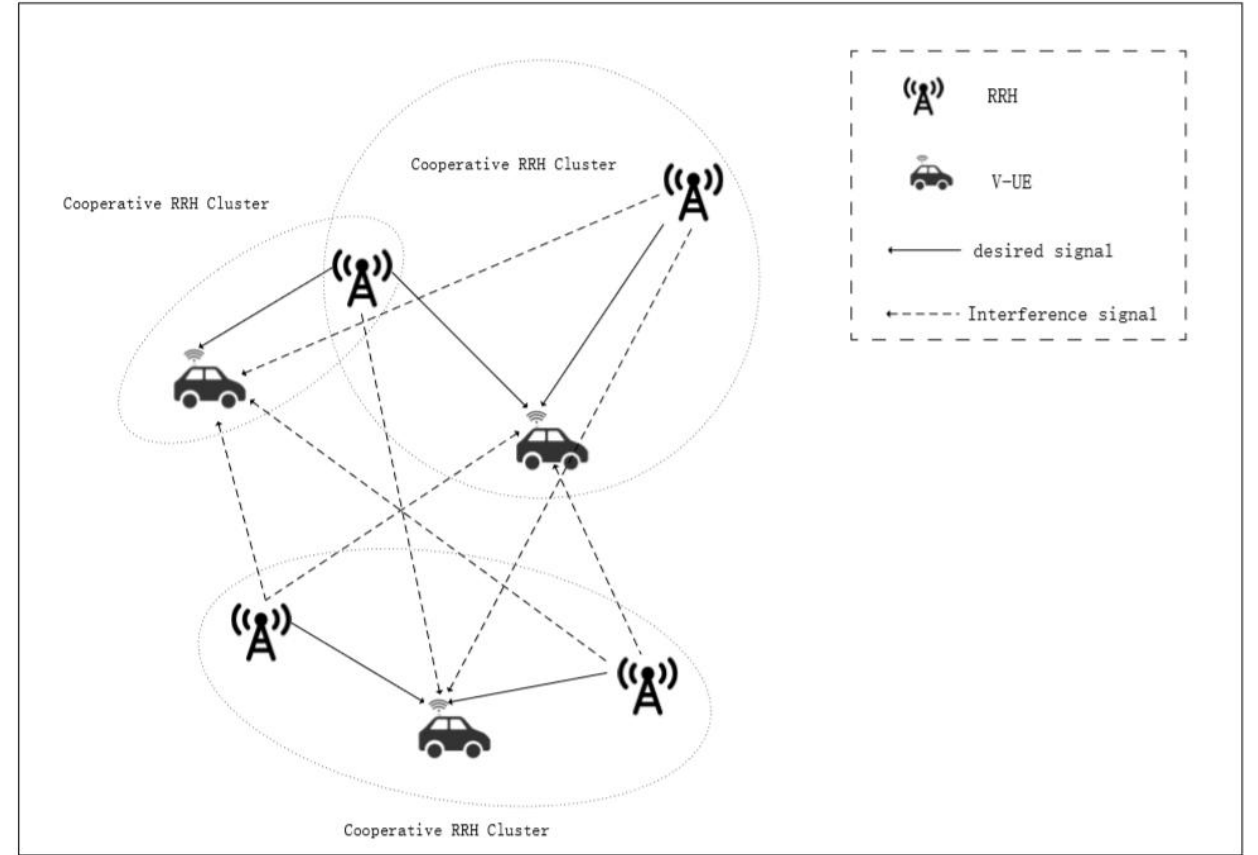 Cooperative RRH Cluster
Cooperative RRH Cluster
Cooperative RRH Cluster
RRH
V-UE
desired signal
Interference signal